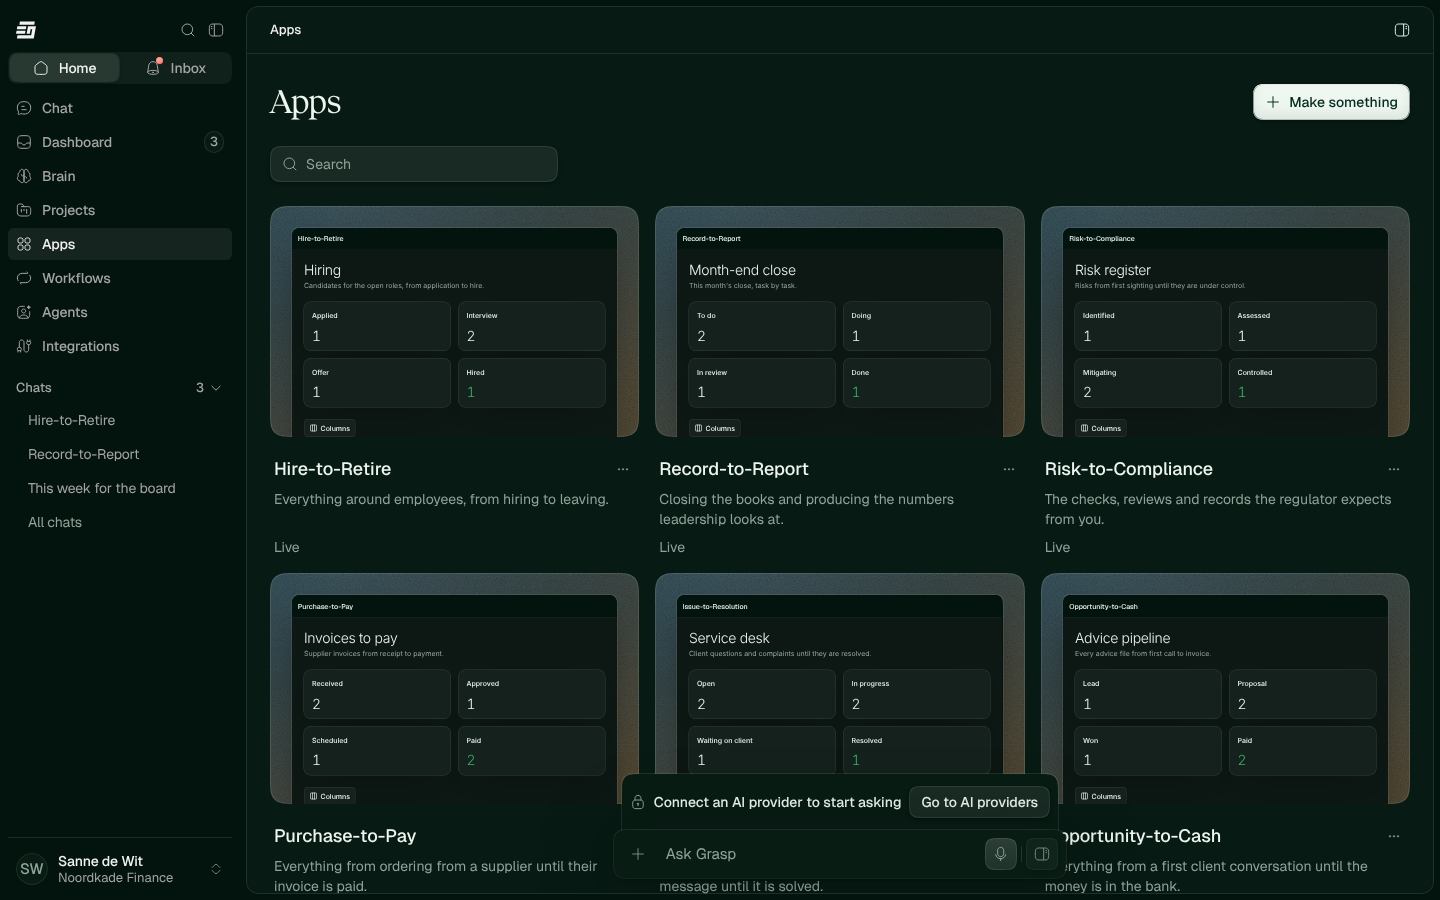 Apps
Home
Inbox
Chat
Dashboard
3
Brain
Projects
Apps
Workflows
Agents
Integrations
Chats
3
Hire-to-Retire
Record-to-Report
This week for the board
All chats
SW
Sanne de Wit
Noordkade Finance
Apps
Make something
Search
Hire-to-Retire
Hiring
Candidates for the open roles, from application to hire.
Applied
1
Interview
2
Offer
1
Hired
1
Columns
Hire-to-Retire
Everything around employees, from hiring to leaving.
Live
Record-to-Report
Month-end close
This month's close, task by task.
To do
2
Doing
1
In review
1
Done
1
Columns
Record-to-Report
Closing the books and producing the numbers
leadership looks at.
Live
Risk-to-Compliance
Risk register
Risks from first sighting until they are under control.
Identified
1
Assessed
1
Mitigating
2
Controlled
1
Columns
Risk-to-Compliance
The checks, reviews and records the regulator expects
from you.
Live
Purchase-to-Pay
Invoices to pay
Supplier invoices from receipt to payment.
Received
2
Approved
1
Scheduled
1
Paid
2
Columns
Purchase-to-Pay
Everything from ordering from a supplier until their
invoice is paid.
Issue-to-Resolution
Service desk
Client questions and complaints until they are resolved.
Open
2
In progress
2
Waiting on client
1
Resolved
1
message until it is solved.
Opportunity-to-Cash
Advice pipeline
Every advice file from first call to invoice.
Lead
1
Proposal
2
Won
1
Paid
2
Columns
pportunity-to-Cash
erything from a first client conversation until the
money is in the bank.
Connect an AI provider to start asking
Go to AI providers
Ask Grasp